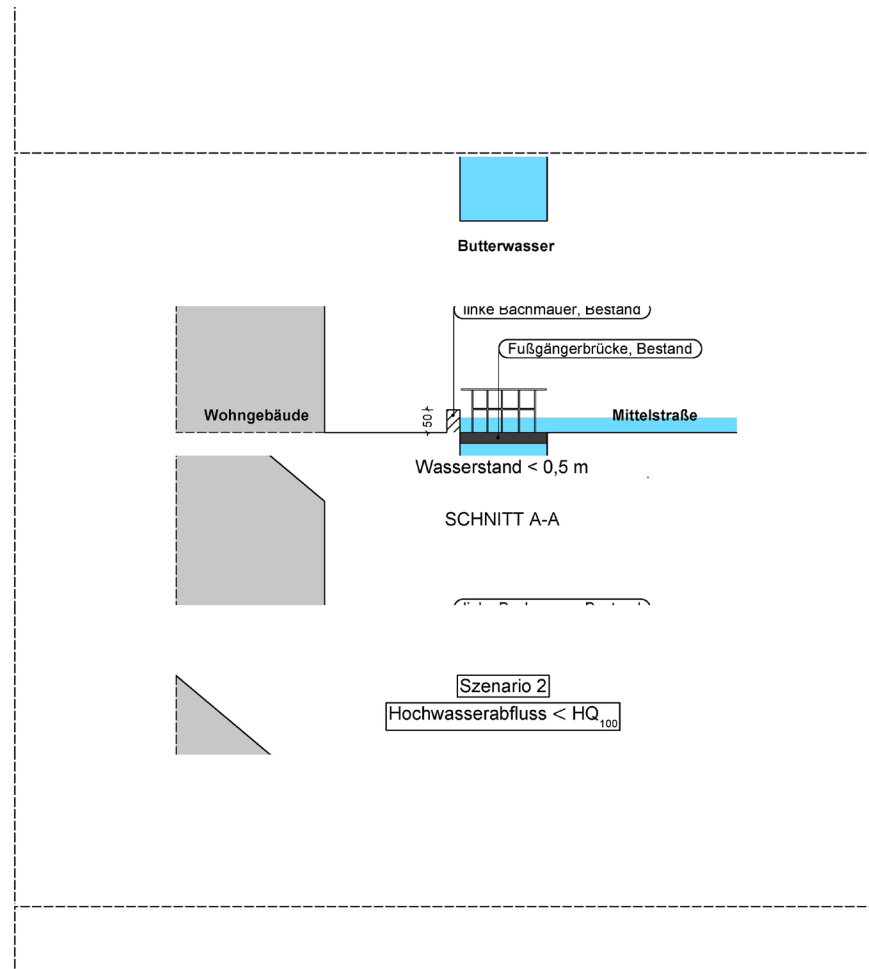 Butterwasser
linke Bachmauer, Bestand
Fußgängerbrücke, Bestand
Wohngebäude
50
Mittelstraße
Wasserstand < 0,5 m
SCHNITT A-A
Szenario 2
Hochwasserabfluss < HQ100